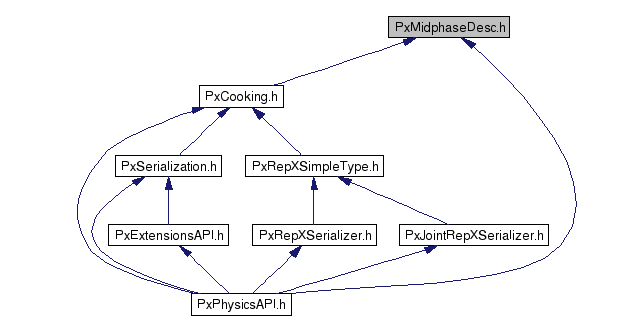 PxMidphaseDesc.h
PxCooking.h
PxSerialization.h
PxRepXSimpleType.h
PxExtensionsAPI.h
PxRepXSerializer.h
PxJointRepXSerializer.h
PxPhysicsAPI.h